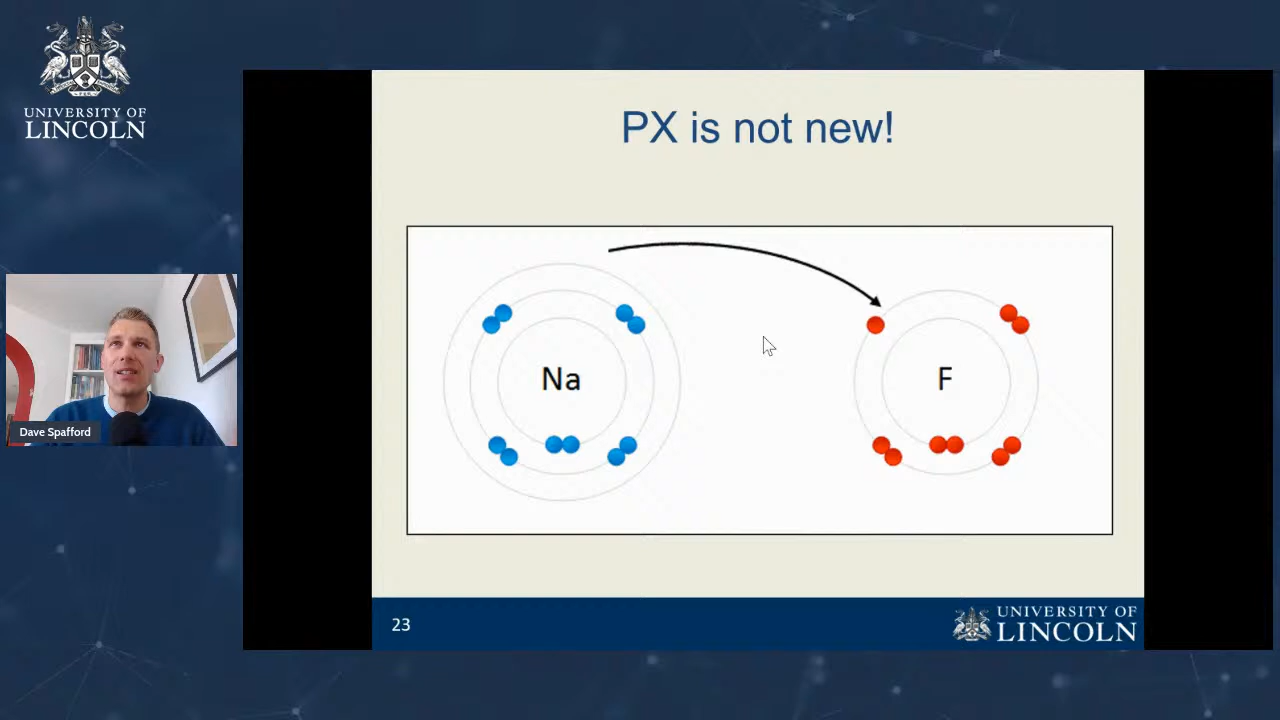 UNIVERSITY OF
LINCOLN
PX is not new!
Na
F
Dave Spafford
23
UNIVERSITY OF
LINCOLN